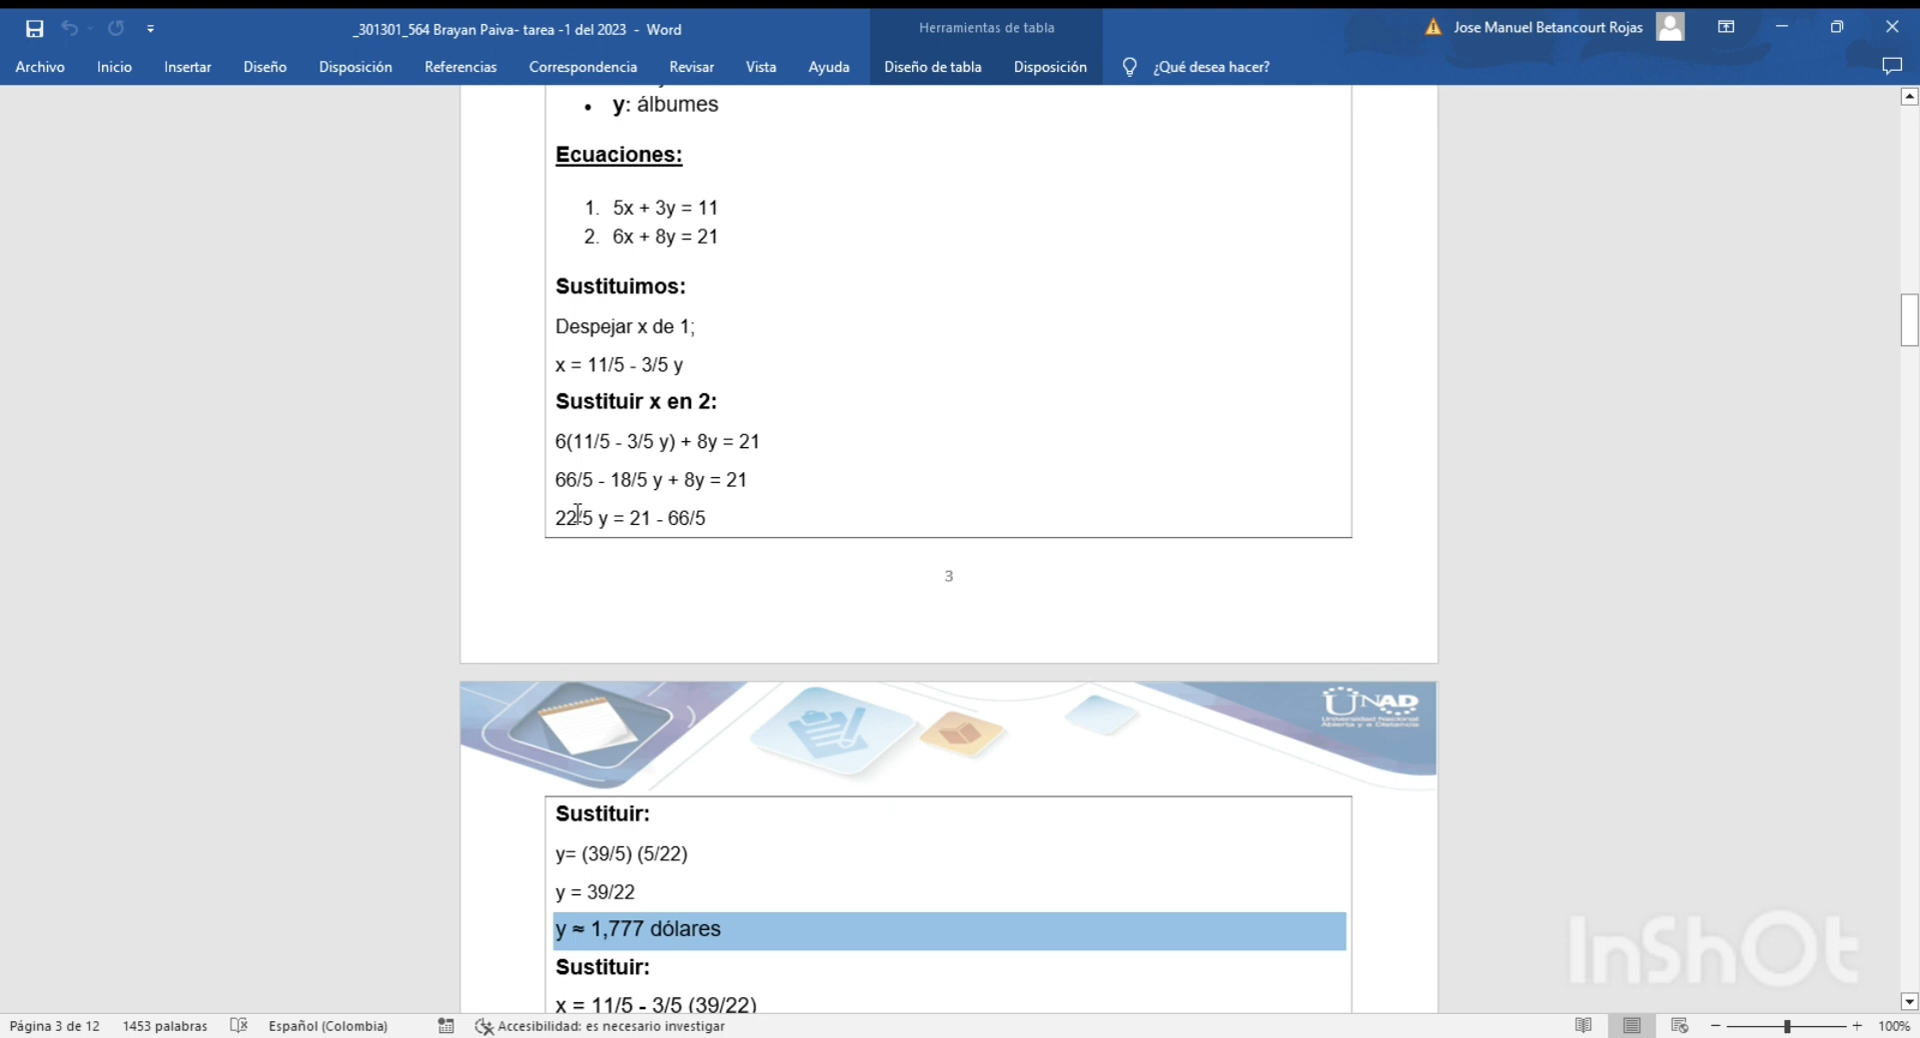 _301301_564 Brayan Paiva- tarea -1 del 2023 - Word
Herramientas de tabla
Jose Manuel Betancourt Rojas
Archivo Inicio Insertar Diseño Disposición Referencias Correspondencia Revisar Vista Ayuda Diseño de tabla Disposición ¿Qué desea hacer?
• y: álbumes
Ecuaciones:
1. 5x + 3y = 11
2. 6x + 8y = 21
Sustituimos:
Despejar x de 1;
x = 11/5 - 3/5 y
Sustituir x en 2:
6(11/5 - 3/5 y) + 8y = 21
66/5 - 18/5 y + 8y = 21
22/5 y = 21 - 66/5
3
UNAD
Universidad Nacional
Abierta y a Distancia
Sustituir:
y= (39/5) (5/22)
y = 39/22
y ≈ 1,777 dólares
Sustituir:
x = 11/5 - 3/5 (39/22)
InShOt
Página 3 de 12 1453 palabras Español (Colombia) Accesibilidad: es necesario investigar 100%